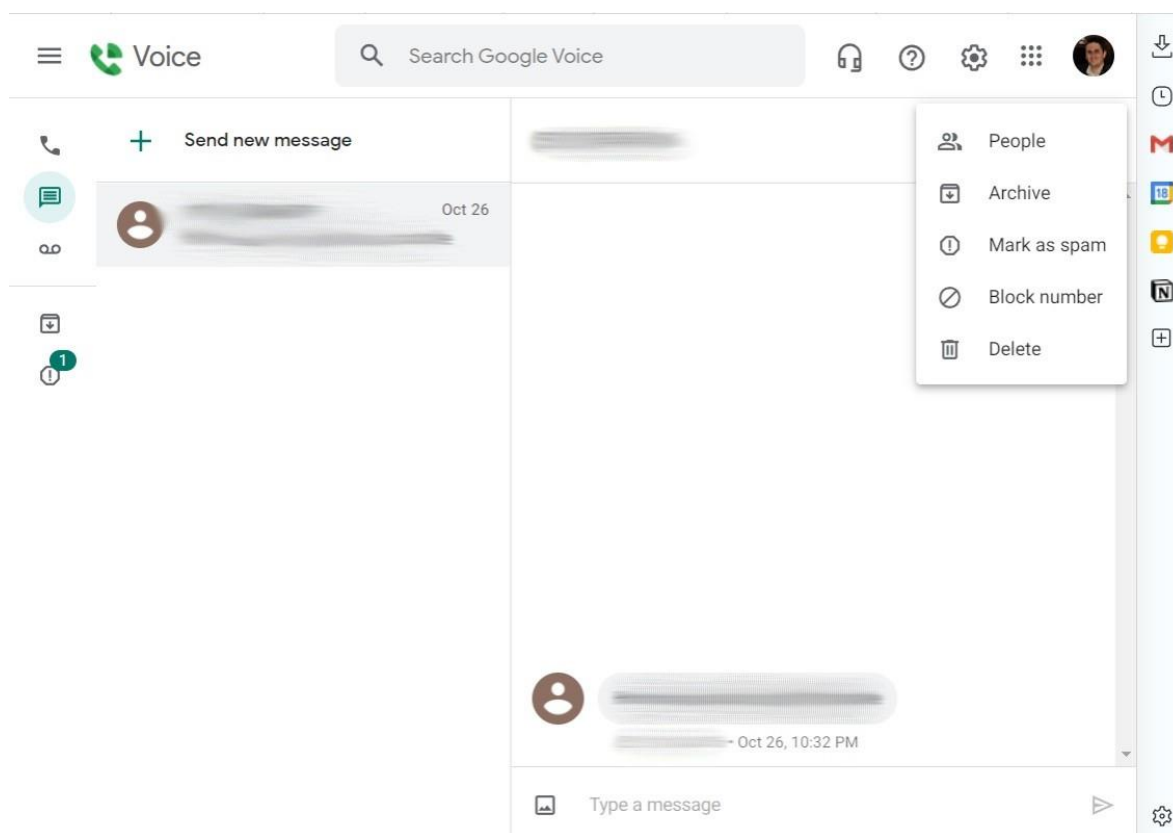 Voice
Search Google Voice
Send new message
Oct 26
People
Archive
Mark as spam
Block number
Delete
18
1
- Oct 26, 10:32 PM
Type a message